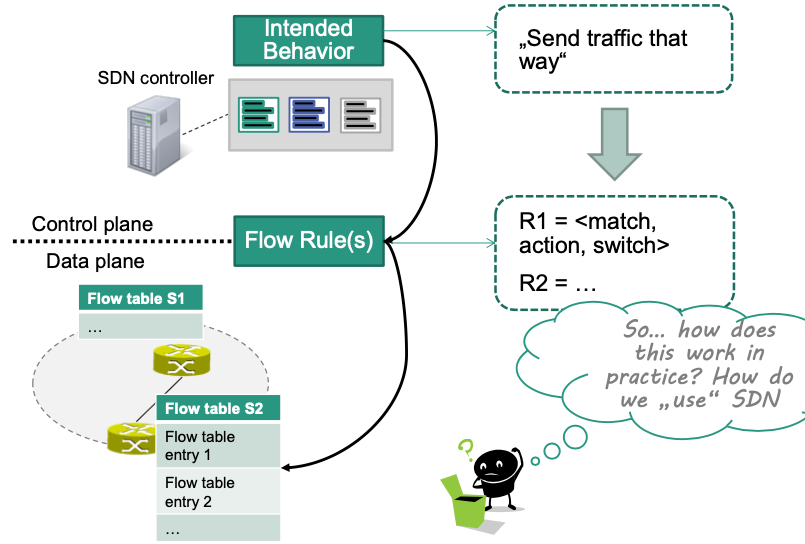 Intended
Behavior
„Send traffic that
way“
SDN controller
Control plane
Data plane
Flow Rule(s)
R1 = <match,
action, switch>
R2 = …
Flow table S1
…
Flow table S2
Flow table
entry 1
Flow table
entry 2
…
So... how does
this work in
practice? How do
we „use“ SDN
?